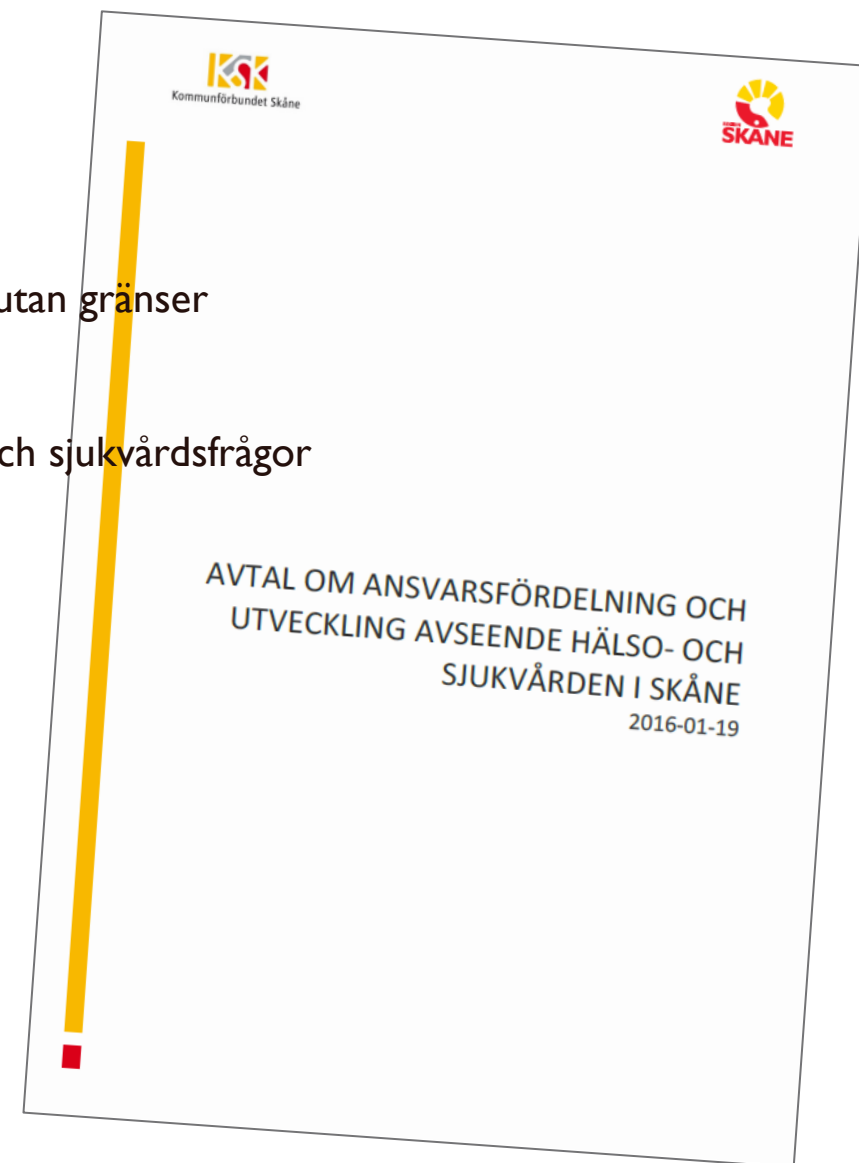 Kommunförbundet Skåne
SKÅNE
utan gränser
ch sjukvårdsfrågor
AVTAL OM ANSVARSFÖRDELNING OCH
UTVECKLING AVSEENDE HÄLSO- OCH
SJUKVÅRDEN I SKÅNE
2016-01-19